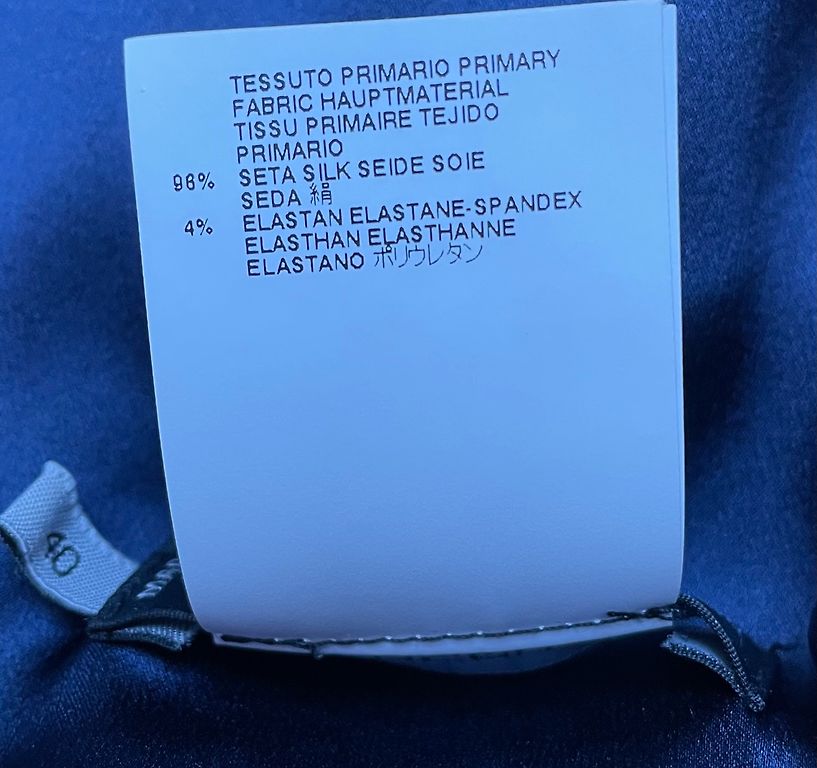 TESSUTO PRIMARIO PRIMARY
FABRIC HAUPTMATERIAL
TISSU PRIMAIRE TEJIDO
PRIMARIO
96% SETA SILK SEIDE SOIE
SEDA 絹
4% ELASTAN ELASTANE-SPANDEX
ELASTHAN ELASTHANNE
ELASTANO ポリウレタン
40